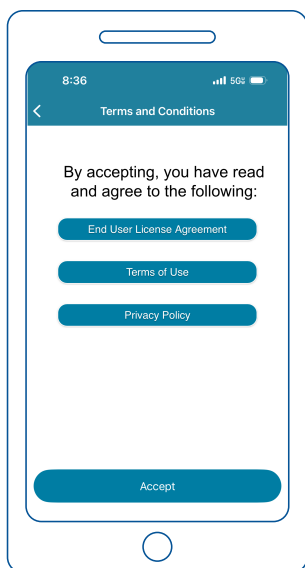 8:36 5G
Terms and Conditions
By accepting, you have read
and agree to the following:
End User License Agreement
Terms of Use
Privacy Policy
Accept